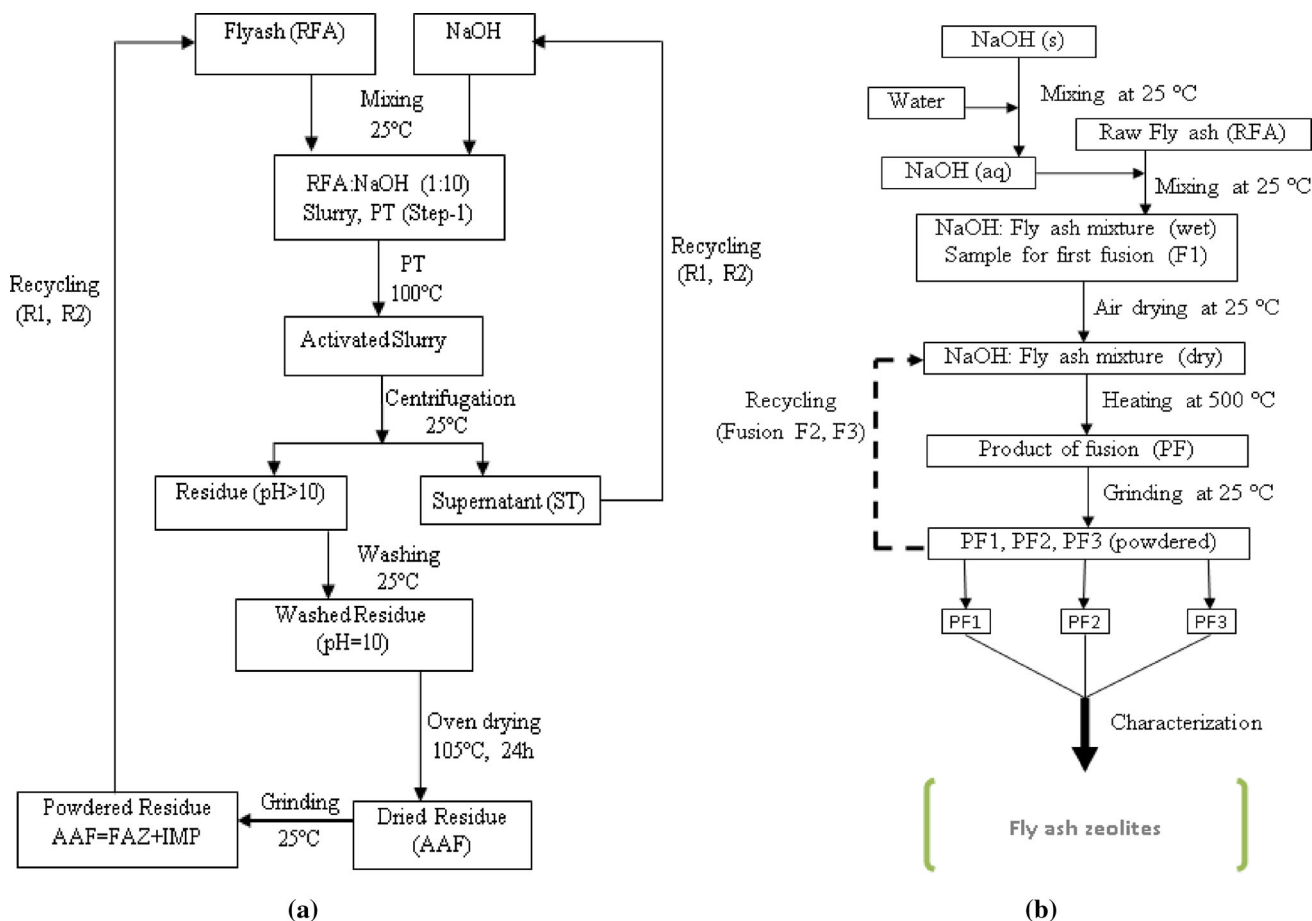 Flyash (RFA)
NaOH
Mixing
25°C
RFA:NaOH (1:10)
Slurry, PT (Step-1)
Recycling
(R1, R2)
Recycling
(R1, R2)
PT
100°C
Activated Slurry
Centrifugation
25°C
Residue (pH>10)
Supernatant (ST)
Washing
25°C
Washed Residue
(pH=10)
Oven drying
105°C, 24h
Powdered Residue
AAF=FAZ+IMP
Grinding
25°C
Dried Residue
(AAF)
(a)
NaOH (s)
Water
Mixing at 25 °C
Raw Fly ash (RFA)
NaOH (aq)
Mixing at 25 °C
NaOH: Fly ash mixture (wet)
Sample for first fusion (F1)
Air drying at 25 °C
NaOH: Fly ash mixture (dry)
Recycling
(Fusion F2, F3)
Heating at 500 °C
Product of fusion (PF)
Grinding at 25 °C
PF1, PF2, PF3 (powdered)
PF1
PF2
PF3
Characterization
Fly ash zeolites
(b)